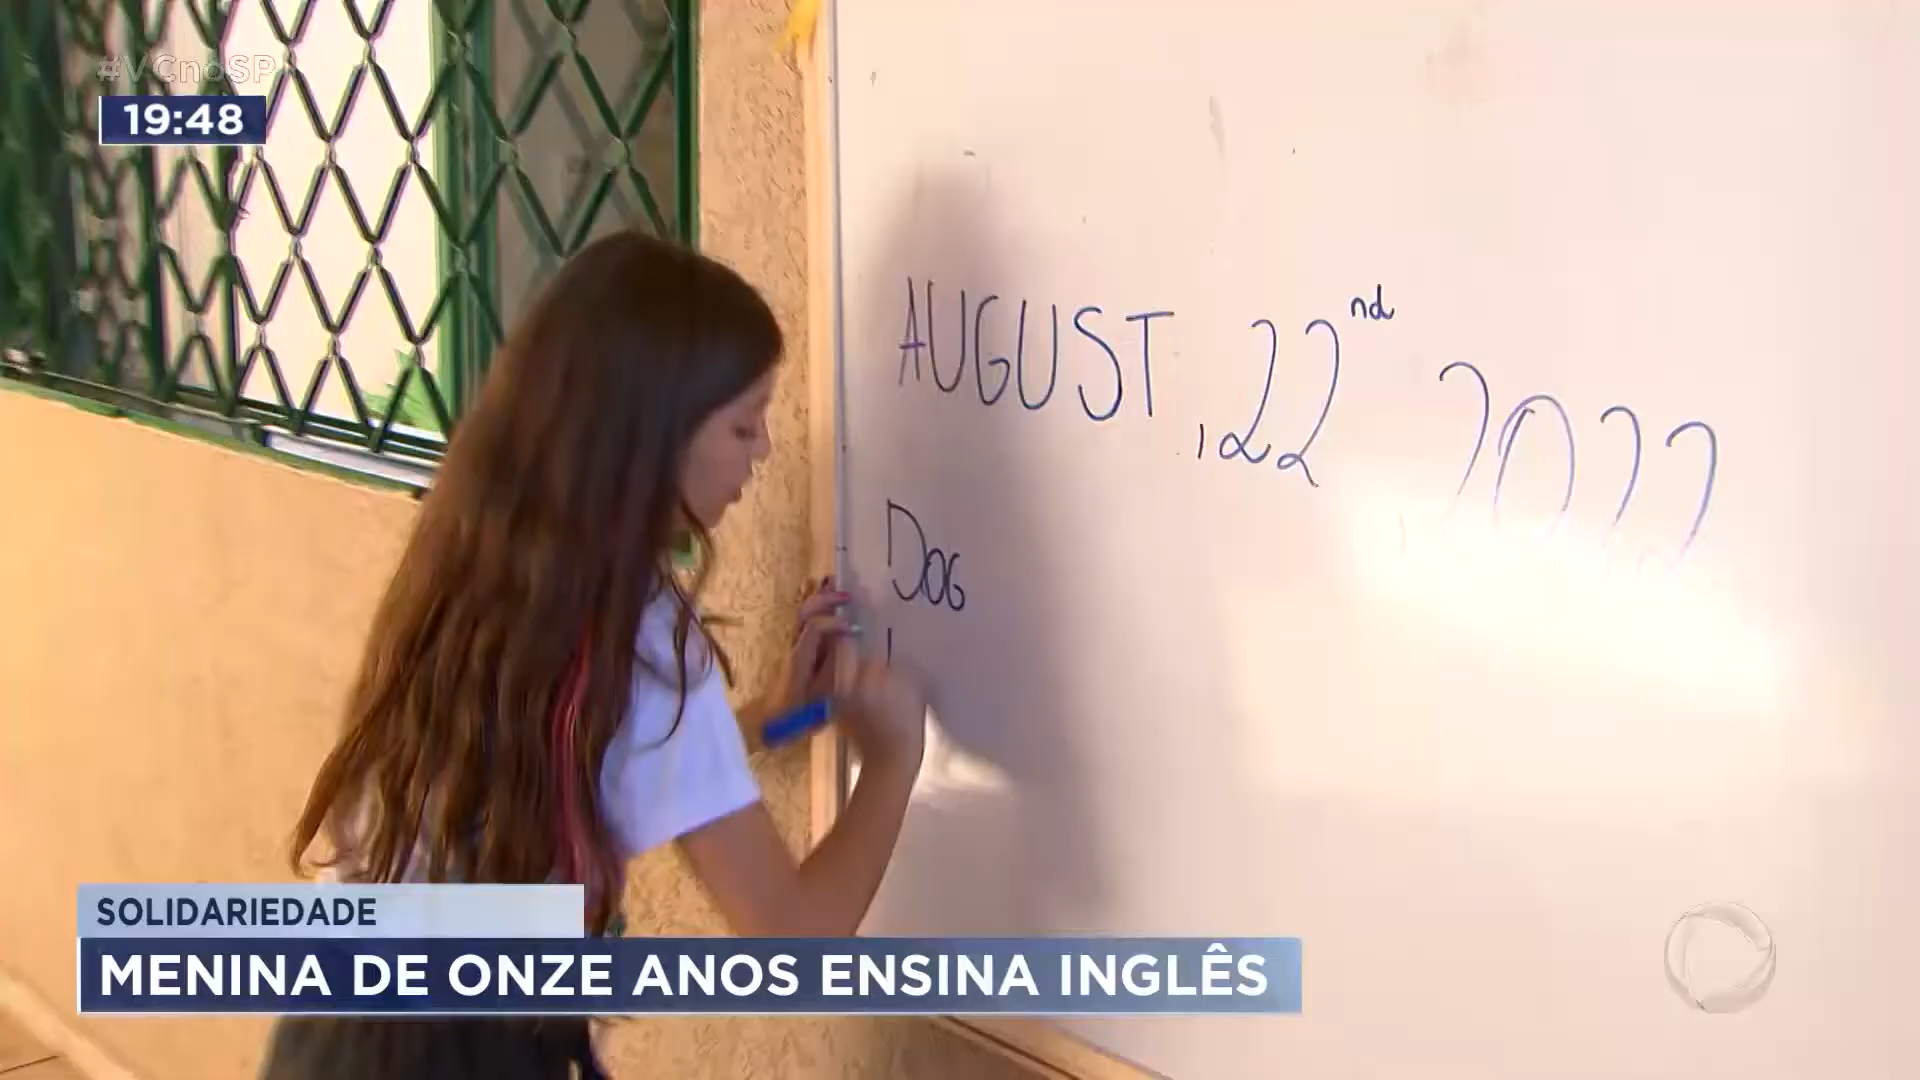 #VCnoSP
19:48
AUGUST, 22nd, 2022
DOG
SOLIDARIEDADE
MENINA DE ONZE ANOS ENSINA INGLÊS